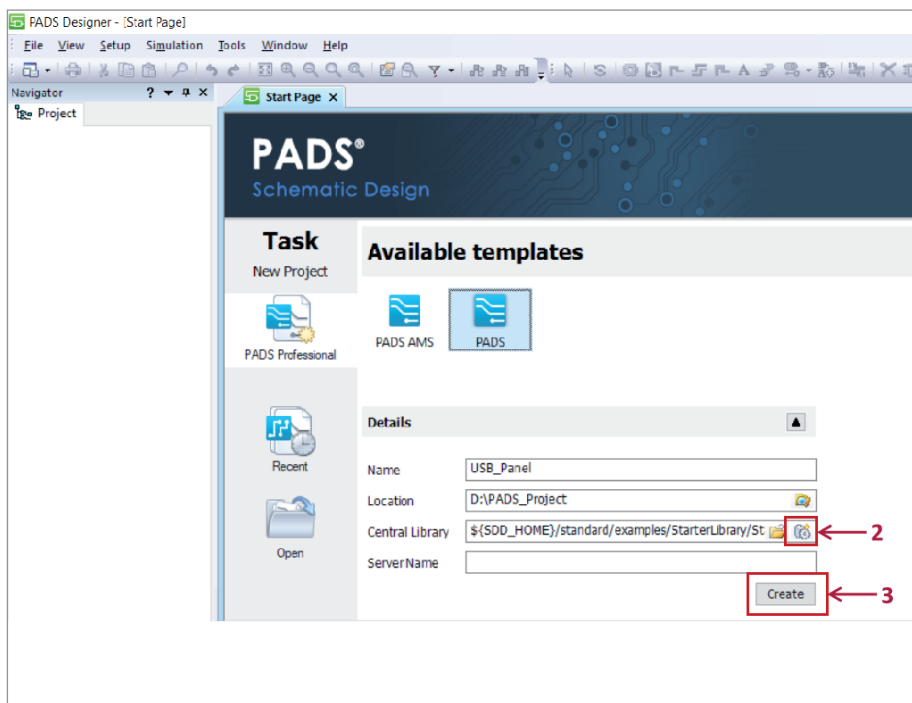 PADS Designer - [Start Page]
File View Setup Simulation Tools Window Help
Navigator ? × Start Page X
Project
PADS®
Schematic Design
Task
New Project
Available templates
PADS Professional
PADS AMS
PADS
Recent
Open
Details
Name USB_Panel
Location D:\PADS_Project
Central Library ${SDD_HOME}/standard/examples/StarterLibrary/St
ServerName
2
Create
3